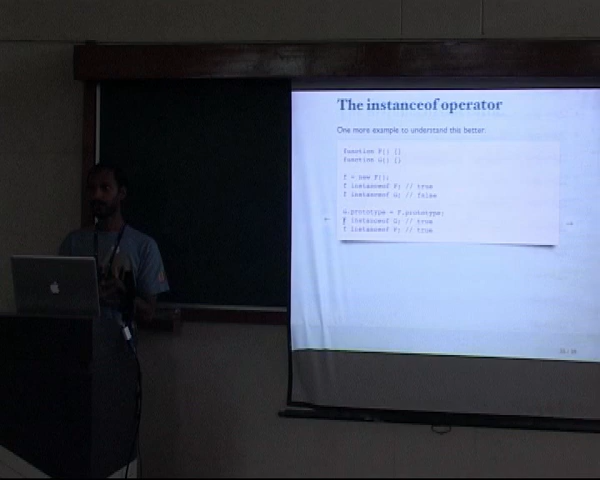 The instanceof operator
One more example to understand this better.
function F() {}
function G() {}
f = new F();
f instanceof F; // true
f instanceof G; // false
G.prototype = F.prototype;
f instanceof G; // true
f instanceof F; // true